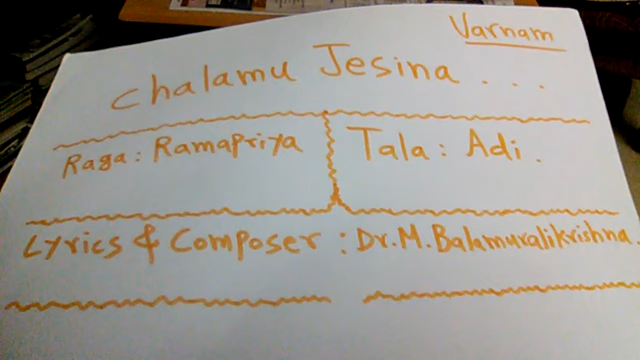 Varnam
Chalamu Jesina . . .
Raga: Ramapriya
Tala: Adi.
Lyrics & Composer: Dr. M. Balamuralikrishna